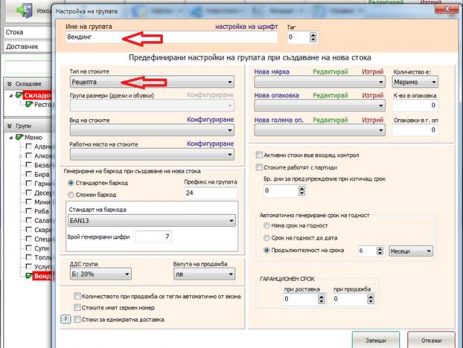 Изход
Стока
Доставчик
Складове
Складо
Ресто
Групи
Меню
Алами
Алкох
Безал
Бира
Гарни
Десер
Мини
Риба
Салат
Скара
Специ
Супи
Топли
Услуг
Венд
Настройка на групата
Име на групата
настройка на шрифт
Таг
Вендинг
0
Предефинирани настройки на групата при създаване на нова стока
Тип на стоките
Рецепта
Група размери (дрехи и обувки)
Конфигуриране
Вид на стоките
Конфигуриране
Работно място на стоките
Конфигуриране
Генериране на баркод при създаване на нова стока
Стандартен баркод
Префикс на групата
Сложен баркод
24
Стандарт на баркода
EAN13
Брой генерирани цифри
7
ДДС група
Валута на продажба
Б: 20%
лв
Количеството при продажба се тегли автоматично от везна
Стоките имат сериен номер
? Стоки за еднократна доставка
Нова мярка
Редактирай
Изтрий
Количество е:
Меримо
Нова опаковка
Редактирай
Изтрий
К-во в опаковка
0
Нова голяма оп.
Редактирай
Изтрий
Опаковки в г. оп
0
Активни стоки във входящ контрол
Стоките работят с партиди
Бр. дни за предупреждение при изтичащ срок:
0
Автоматично генериране срок на годност
Няма срок на годност
Срок на годност до дата
Продължителност на срока
6
Месеци
ГАРАНЦИОНЕН СРОК
при доставка
при продажба
0
0
Запиши
Откажи